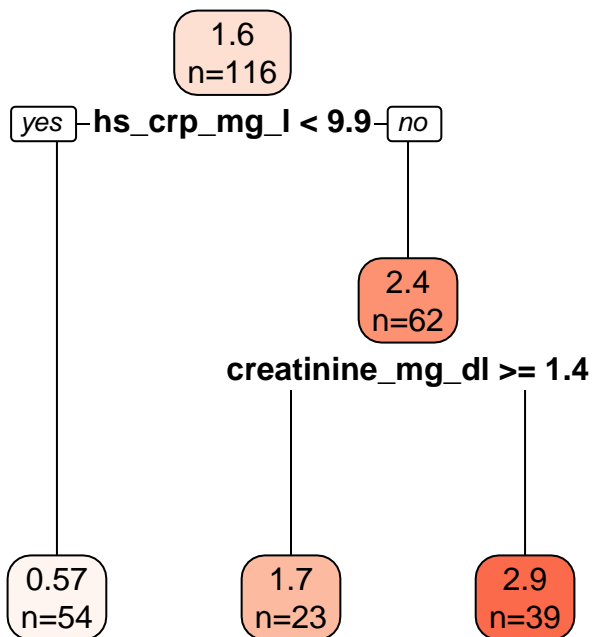 1.6
n=116
yes hs_crp_mg_l < 9.9 no
2.4
n=62
creatinine_mg_dl >= 1.4
0.57 1.7 2.9
n=54 n=23 n=39